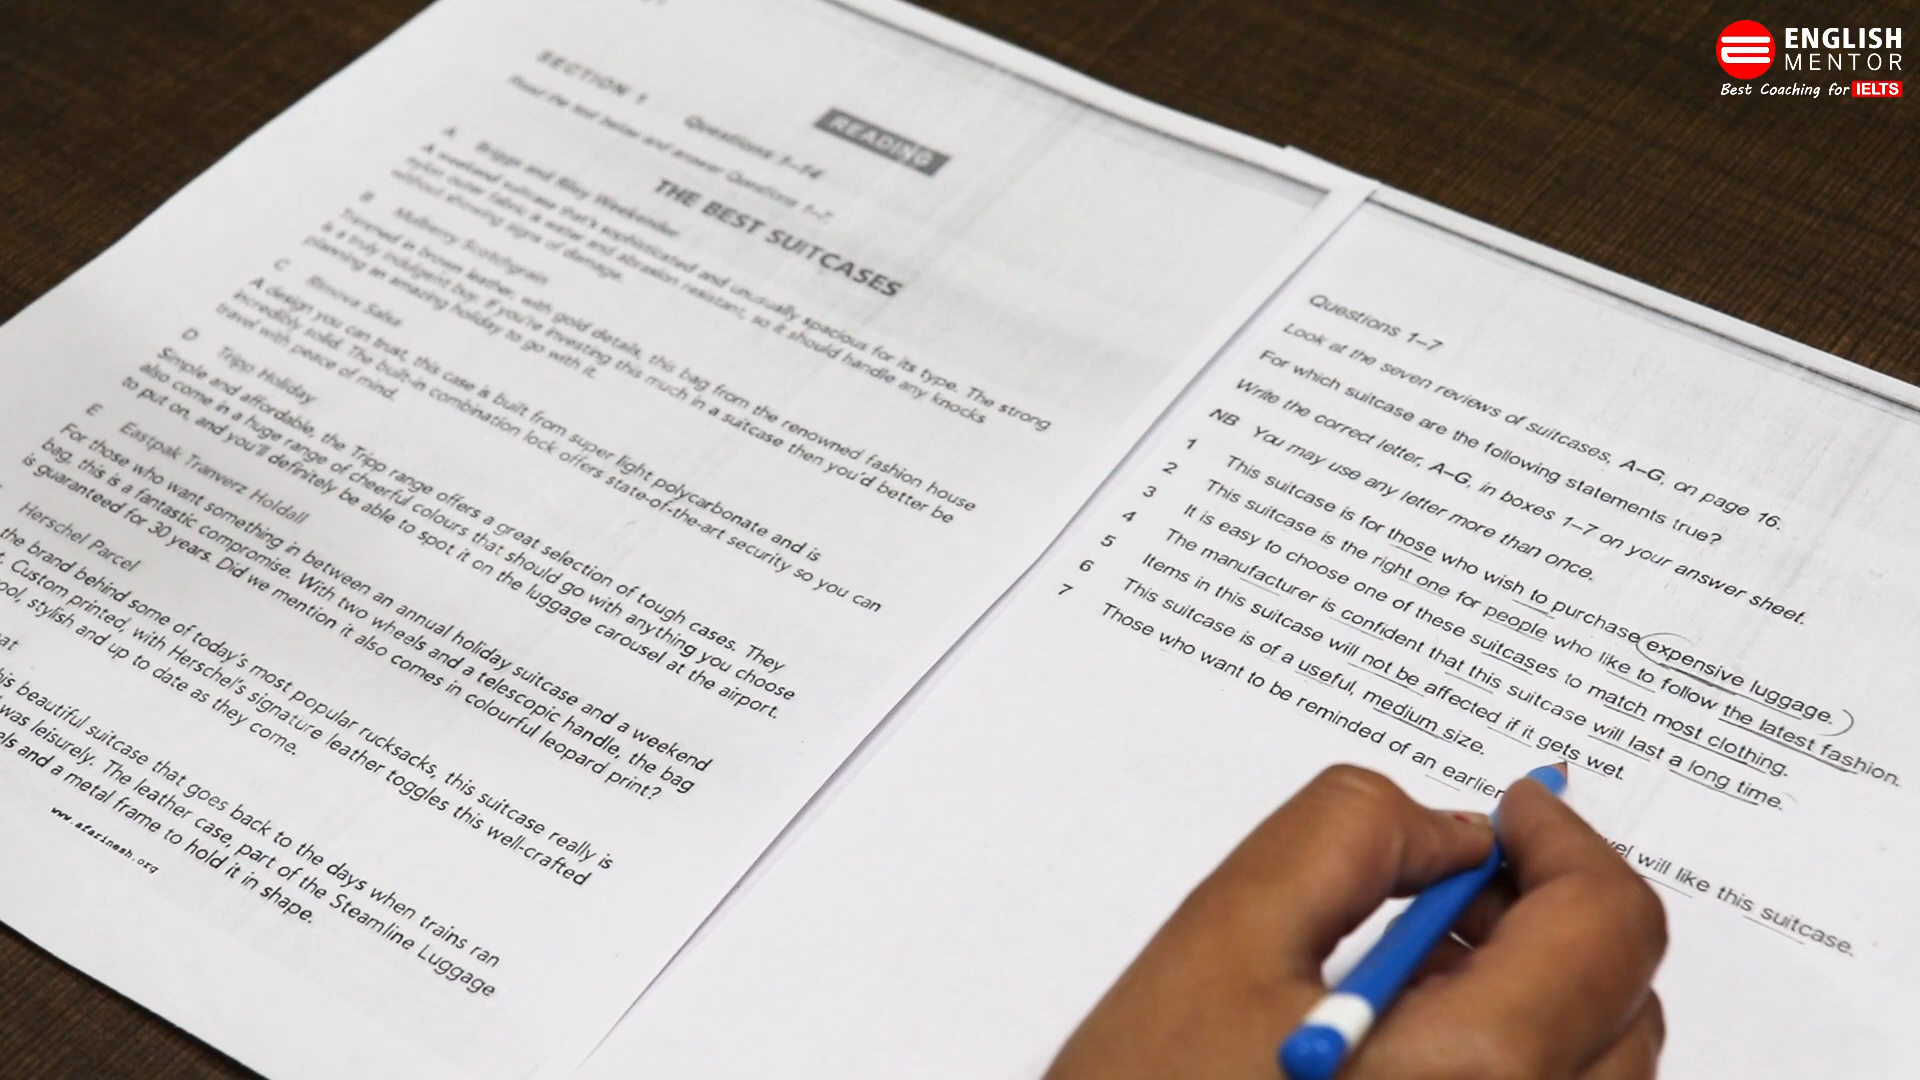 ENGLISH
MENTOR
Best Coaching for IELTS
READING
SECTION 1 Questions 1–14
Read the text below and answer Questions 1–7
THE BEST SUITCASES
A Briggs and Riley Weekender
A weekend suitcase that's sophisticated and unusually spacious for its type. The strong
nylon outer fabric is water and abrasion resistant, so it should handle any knocks
without showing signs of damage.
B Mulberry Scotchgrain
Trimmed in brown leather, with gold details, this bag from the renowned fashion house
is a truly indulgent buy. If you're investing this much in a suitcase then you'd better be
planning an amazing holiday to go with it.
C Rimova Salsa
A design you can trust, this case is built from super light polycarbonate and is
incredibly solid. The built-in combination lock offers state-of-the-art security so you can
travel with peace of mind.
D Tripp Holiday
Simple and affordable, the Tripp range offers a great selection of tough cases. They
also come in a huge range of cheerful colours that should go with anything you choose
to put on, and you'll definitely be able to spot it on the luggage carousel at the airport.
E Eastpak Tranverz Holdall
For those who want something in between an annual holiday suitcase and a weekend
bag, this is a fantastic compromise. With two wheels and a telescopic handle, the bag
is guaranteed for 30 years. Did we mention it also comes in colourful leopard print?
Herschel Parcel
the brand behind some of today's most popular rucksacks, this suitcase really is
Custom printed, with Herschel's signature leather toggles this well-crafted
stylish and up to date as they come.
beautiful suitcase that goes back to the days when trains ran
was leisurely. The leather case, part of the Steamline Luggage
and a metal frame to hold it in shape.
www.afarinesh.org
Questions 1–7
Look at the seven reviews of suitcases, A–G, on page 16.
For which suitcase are the following statements true?
Write the correct letter, A–G, in boxes 1–7 on your answer sheet.
NB You may use any letter more than once.
1 This suitcase is for those who wish to purchase expensive luggage.
2 This suitcase is the right one for people who like to follow the latest fashion.
3 It is easy to choose one of these suitcases to match most clothing.
4 The manufacturer is confident that this suitcase will last a long time.
5 Items in this suitcase will not be affected if it gets wet.
6 This suitcase is of a useful, medium size.
7 Those who want to be reminded of an earlier will like this suitcase.